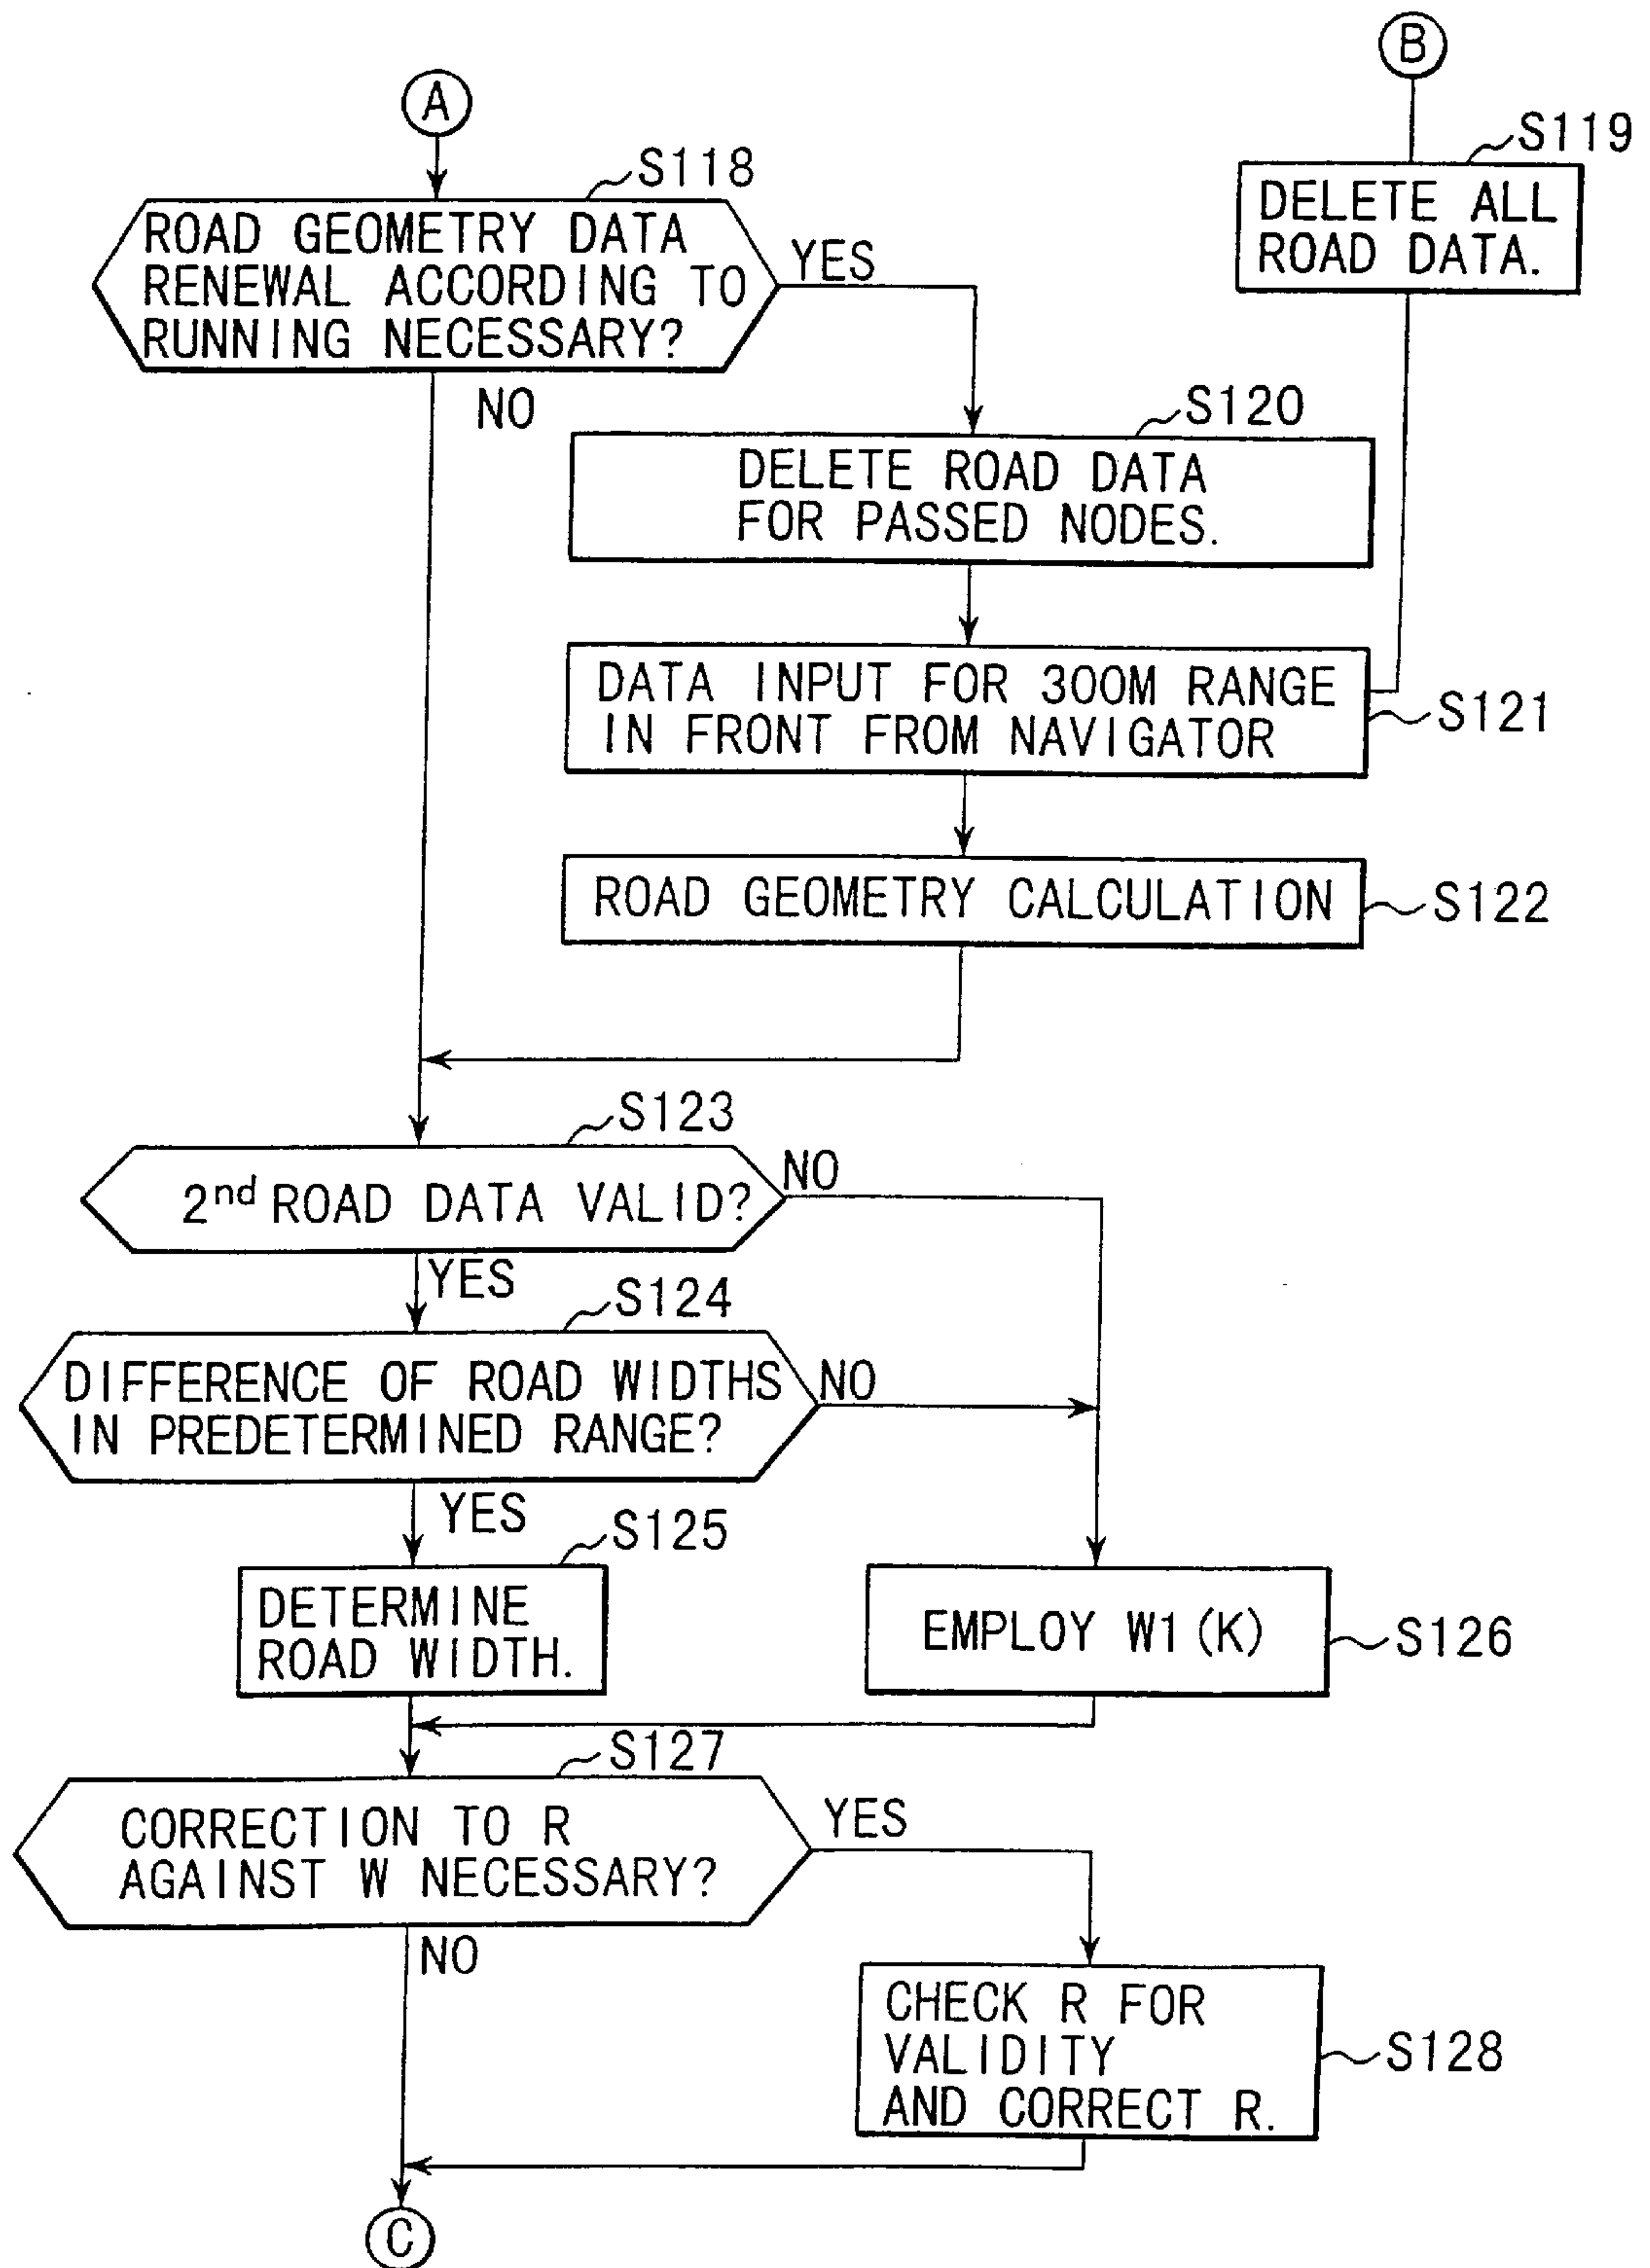 B
A
S119
DELETE ALL
ROAD DATA.
S118
ROAD GEOMETRY DATA
RENEWAL ACCORDING TO
RUNNING NECESSARY?
YES
NO
S120
DELETE ROAD DATA
FOR PASSED NODES.
DATA INPUT FOR 300M RANGE
IN FRONT FROM NAVIGATOR
S121
ROAD GEOMETRY CALCULATION
S122
S123
2nd ROAD DATA VALID?
NO
YES
S124
DIFFERENCE OF ROAD WIDTHS
IN PREDETERMINED RANGE?
NO
YES
S125
DETERMINE
ROAD WIDTH.
EMPLOY W1(K)
S126
S127
CORRECTION TO R
AGAINST W NECESSARY?
YES
NO
CHECK R FOR
VALIDITY
AND CORRECT R.
S128
C